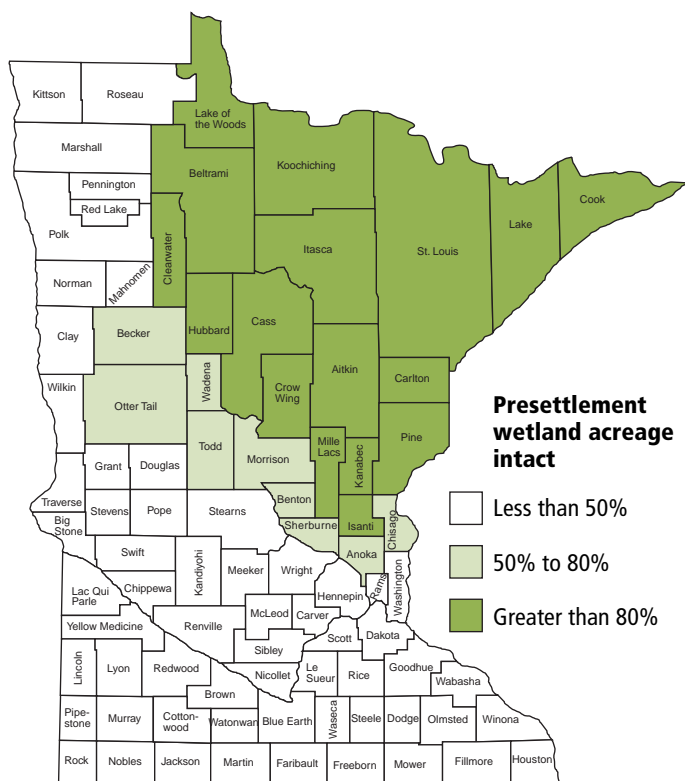 Kittson
Roseau
Lake of
the Woods
Marshall
Koochiching
Beltrami
Pennington
Red Lake
Cook
Polk
Clearwater
Itasca
St. Louis
Lake
Norman
Mahnomen
Hubbard
Cass
Clay
Becker
Aitkin
Wadena
Carlton
Wilkin
Crow
Wing
Otter Tail
Presettlement
wetland acreage
intact
Less than 50%
50% to 80%
Greater than 80%
Todd
Morrison
Mille
Lacs
Kanabec
Pine
Grant
Douglas
Benton
Traverse
Stevens
Pope
Stearns
Sherburne
Isanti
Chisago
Big
Stone
Anoka
Swift
Kandiyohi
Meeker
Wright
Washington
Rams
Lac Qui
Parle
Chippewa
Hennepin
McLeod
Carver
Yellow Medicine
Renville
Scott
Dakota
Sibley
Lincoln
Lyon
Redwood
Nicollet
Le
Sueur
Rice
Goodhue
Wabasha
Brown
Pipe-
stone
Murray
Cotton-
wood
Watonwan
Blue Earth
Waseca
Steele
Dodge
Olmsted
Winona
Rock
Nobles
Jackson
Martin
Faribault
Freeborn
Mower
Fillmore
Houston